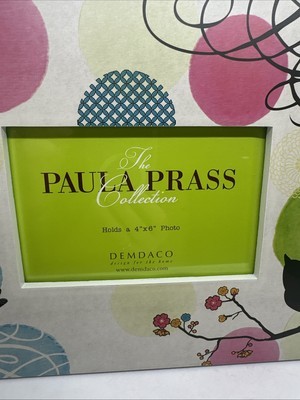 The
PAULA PRASS
Collection
Holds a 4"x6" Photo
DEMDACO
design for the home
www.demdaco.com